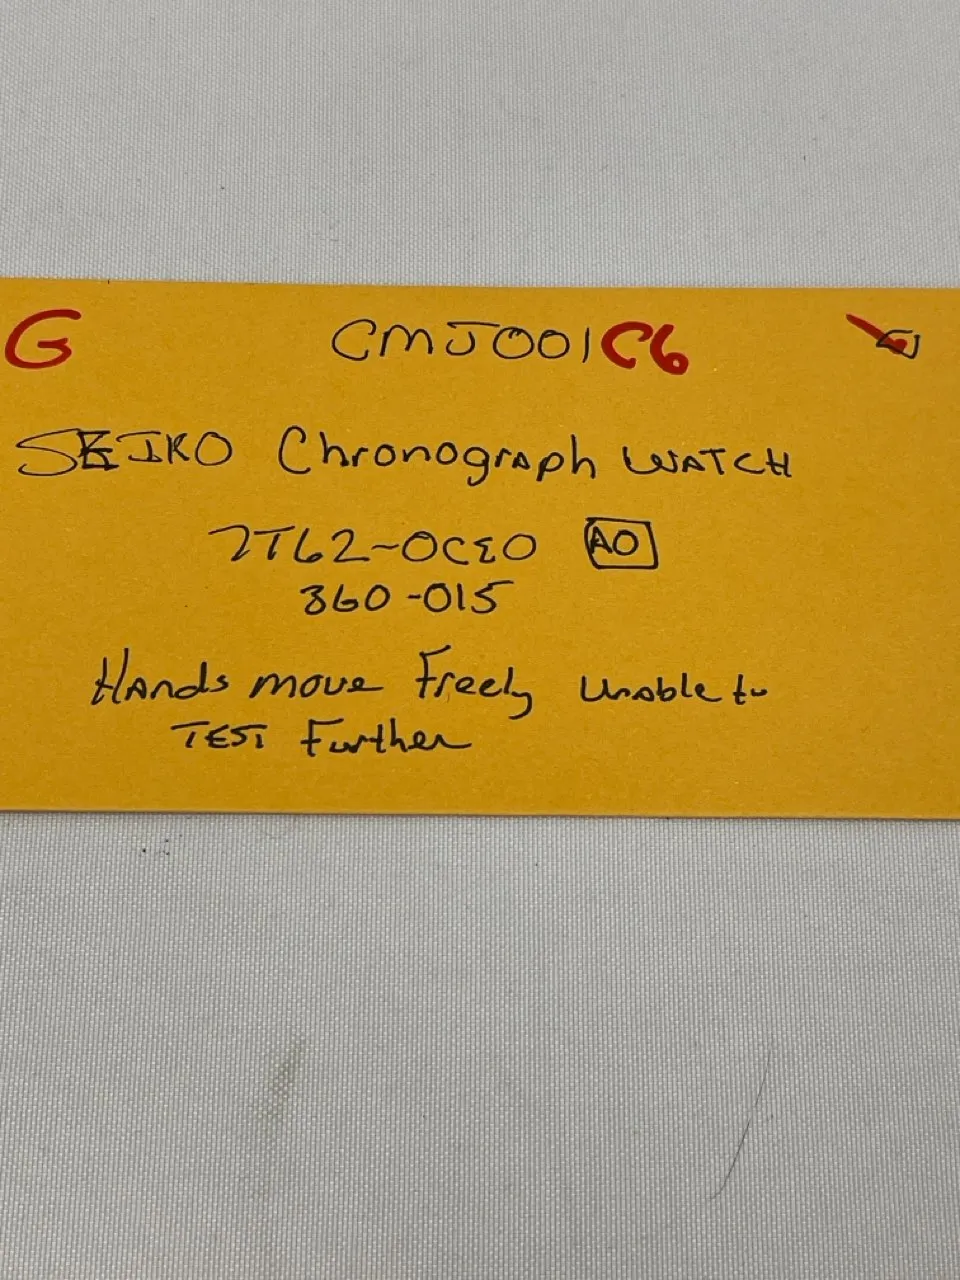 G CMJ001C6
SEIKO Chronograph WATCH
7T62-0CE0 AO
360-015
Hands move Freely Unable to
TEST Further